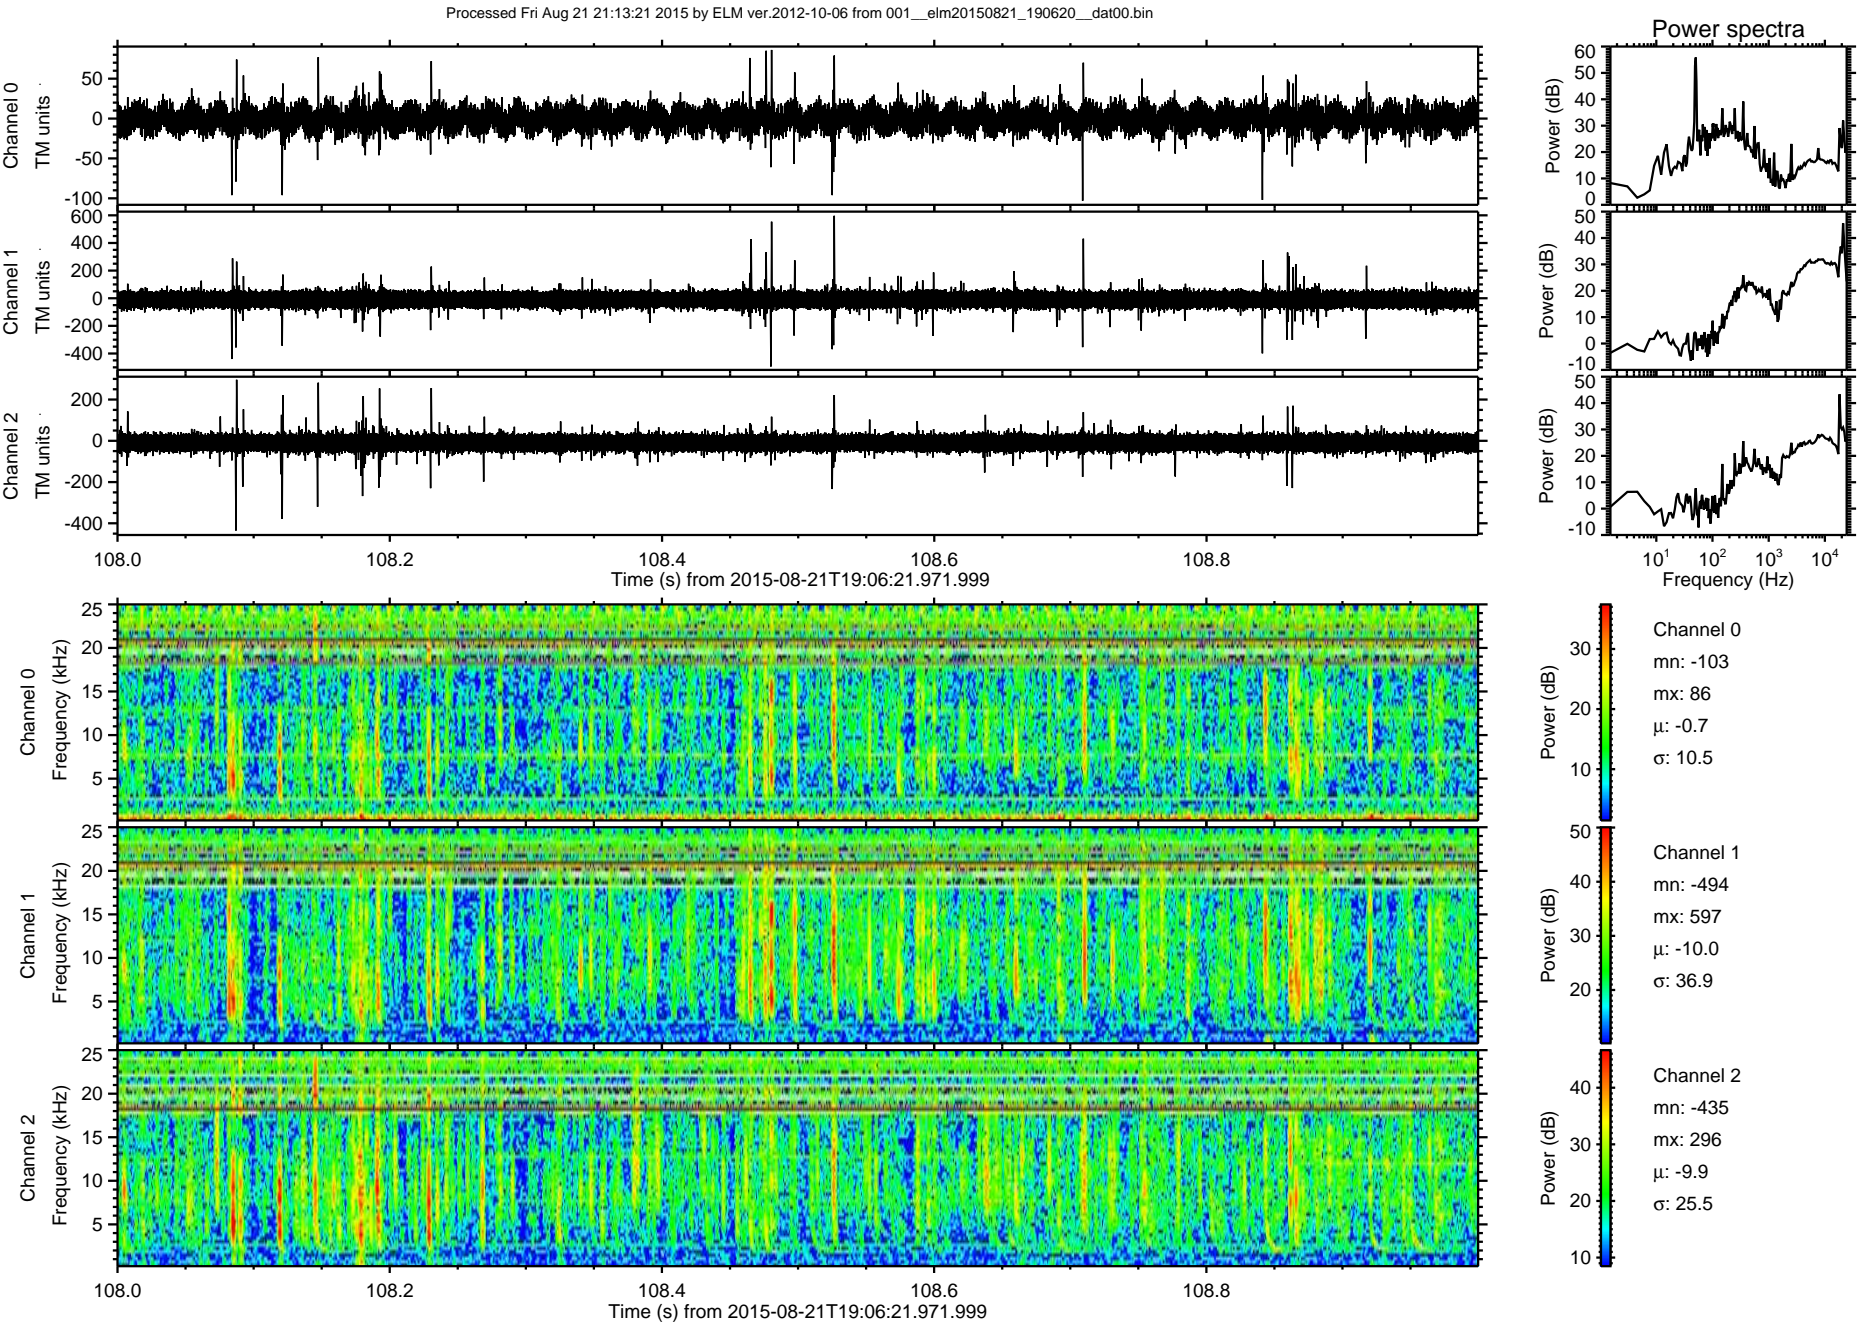 Processed Fri Aug 21 21:13:21 2015 by ELM ver.2012-10-06 from 001__elm20150821_190620__dat00.bin
Power spectra
Channel 0
TM units
50
0
-50
-100
Power (dB)
60
50
40
30
20
10
0
Channel 1
TM units
600
400
200
0
-200
-400
Power (dB)
50
40
30
20
10
0
-10
Channel 2
TM units
200
0
-200
-400
Power (dB)
50
40
30
20
10
0
-10
108.0 108.2 108.4 108.6 108.8
Time (s) from 2015-08-21T19:06:21.971.999
10^1 10^2 10^3 10^4
Frequency (Hz)
Channel 0
Frequency (kHz)
25
20
15
10
5
Power (dB)
30
20
10
Channel 0
mn: -103
mx: 86
μ: -0.7
σ: 10.5
Channel 1
Frequency (kHz)
25
20
15
10
5
Power (dB)
50
40
30
20
Channel 1
mn: -494
mx: 597
μ: -10.0
σ: 36.9
Channel 2
Frequency (kHz)
25
20
15
10
5
Power (dB)
40
30
20
10
Channel 2
mn: -435
mx: 296
μ: -9.9
σ: 25.5
108.0 108.2 108.4 108.6 108.8
Time (s) from 2015-08-21T19:06:21.971.999